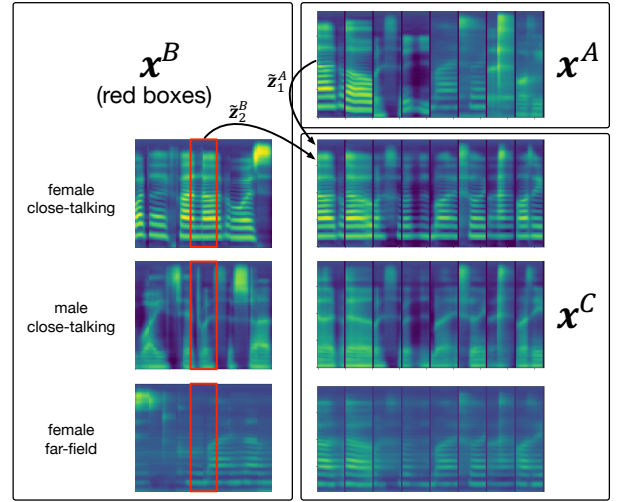 x^B
(red boxes)
z̃_2^B
z̃_1^A
x^A
female
close-talking
male
close-talking
x^C
female
far-field